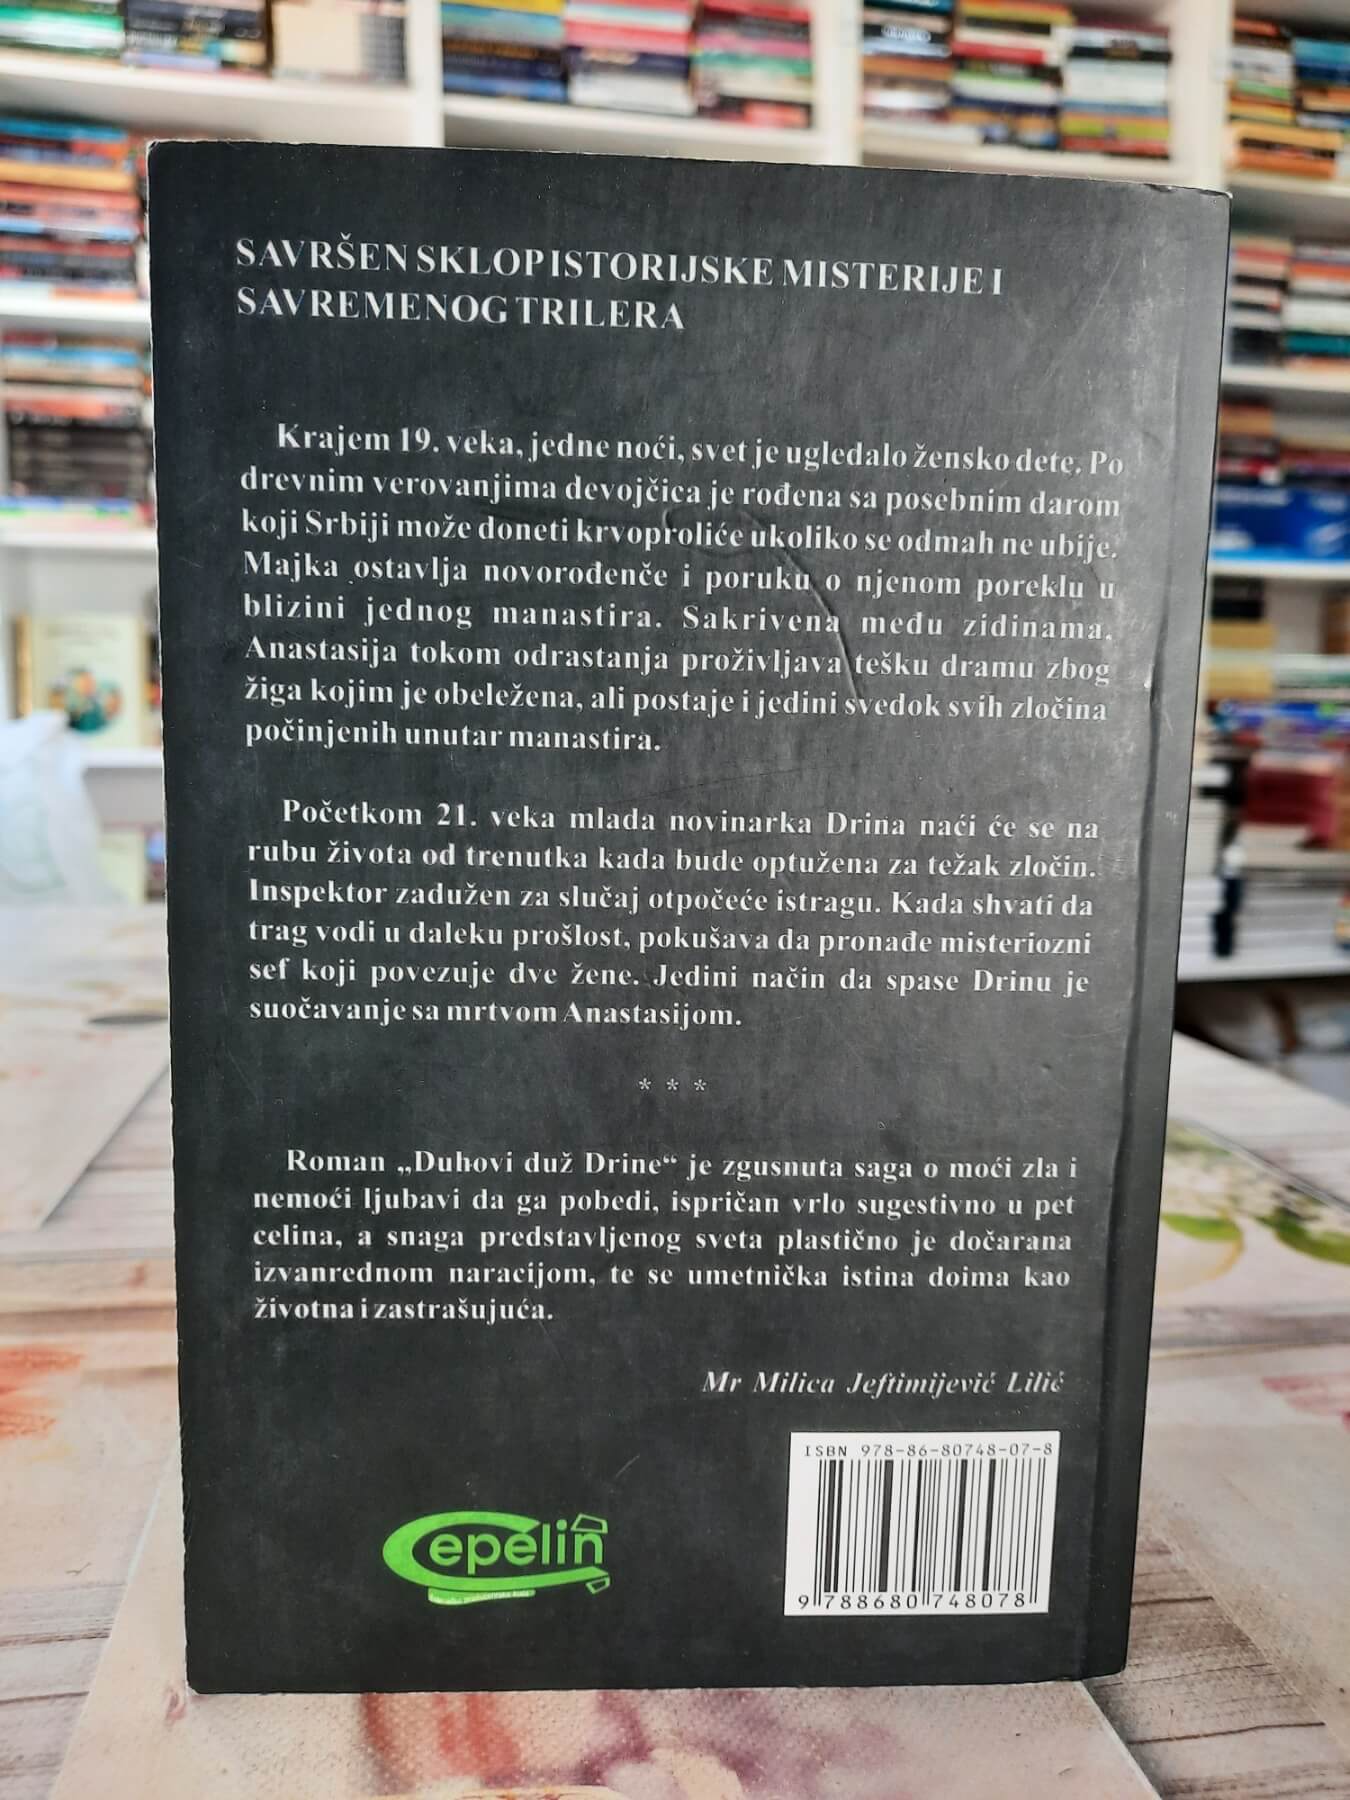 SAVRŠEN SKLOP ISTORIJSKE MISTERIJE I
SAVREMENOG TRILERA
Krajem 19. veka, jedne noći, svet je ugledalo žensko dete. Po
drevnim verovanjima devojčica je rođena sa posebnim darom
koji Srbiji može doneti krvoproliće ukoliko se odmah ne ubije.
Majka ostavlja novorođenče i poruku o njenom poreklu u
blizini jednog manastira. Sakrivena među zidinama,
Anastasija tokom odrastanja proživljava tešku dramu zbog
žiga kojim je obeležena, ali postaje i jedini svedok svih zločina
počinjenih unutar manastira.
Početkom 21. veka mlada novinarka Drina naći će se na
rubu života od trenutka kada bude optužena za težak zločin.
Inspektor zadužen za slučaj otpočeće istragu. Kada shvati da
trag vodi u daleku prošlost, pokušava da pronađe misteriozni
sef koji povezuje dve žene. Jedini način da spase Drinu je
suočavanje sa mrtvom Anastasijom.
* * *
Roman „Duhovi duž Drine“ je zgusnuta saga o moći zla i
nemoći ljubavi da ga pobedi, ispričan vrlo sugestivno u pet
celina, a snaga predstavljenog sveta plastično je dočarana
izvanrednom naracijom, te se umetnička istina doima kao
životna i zastrašujuća.
Mr Milica Jeftimijević Lilić
ISBN 978-86-80748-07-8
9 788680 748078
Cepelin